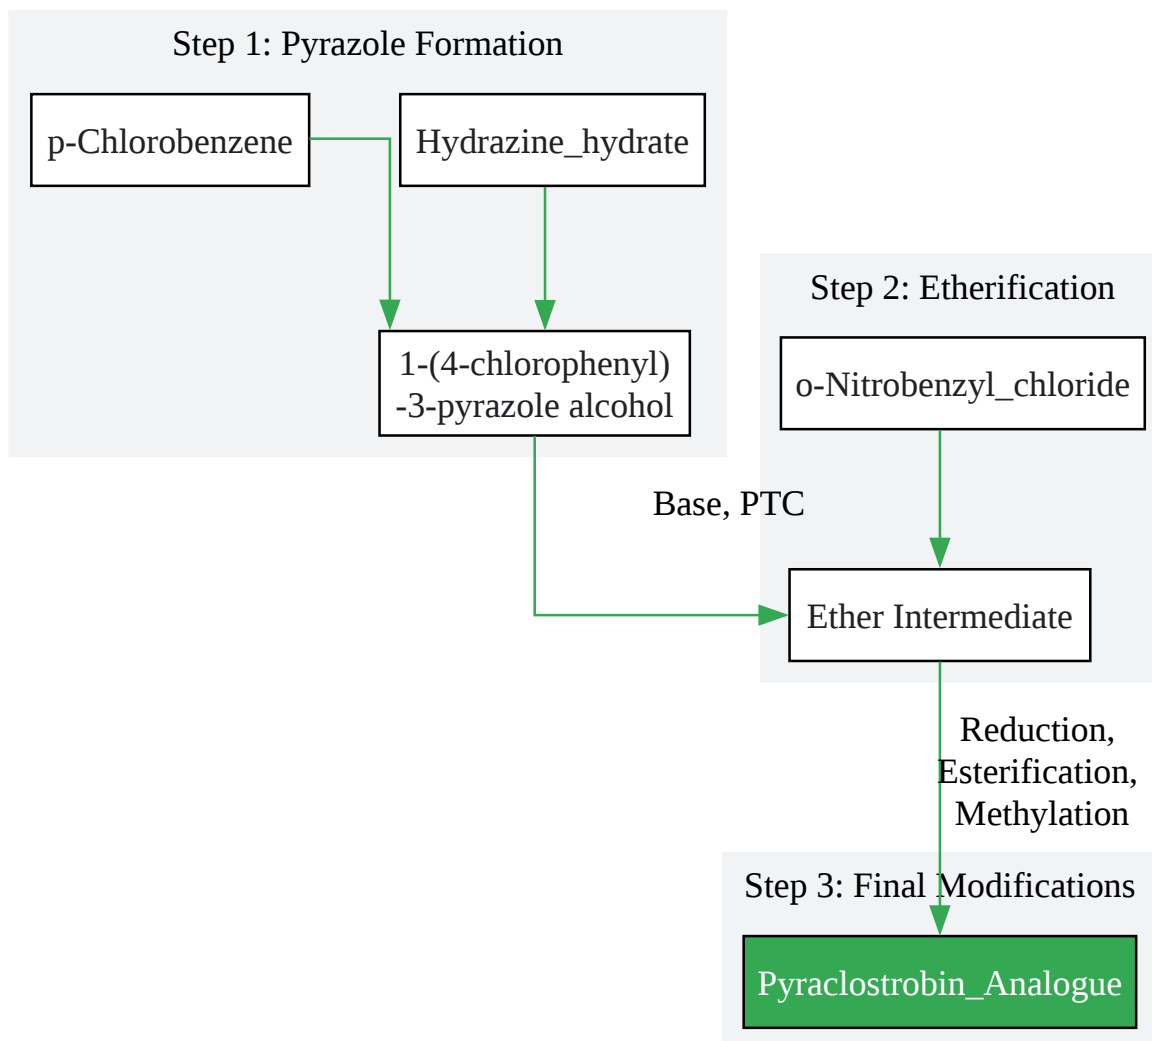 Step 1: Pyrazole Formation
p-Chlorobenzene
Hydrazine_hydrate
1-(4-chlorophenyl)
-3-pyrazole alcohol
Step 2: Etherification
o-Nitrobenzyl_chloride
Base, PTC
Ether Intermediate
Reduction,
Esterification,
Methylation
Step 3: Final Modifications
Pyraclostrobin_Analogue